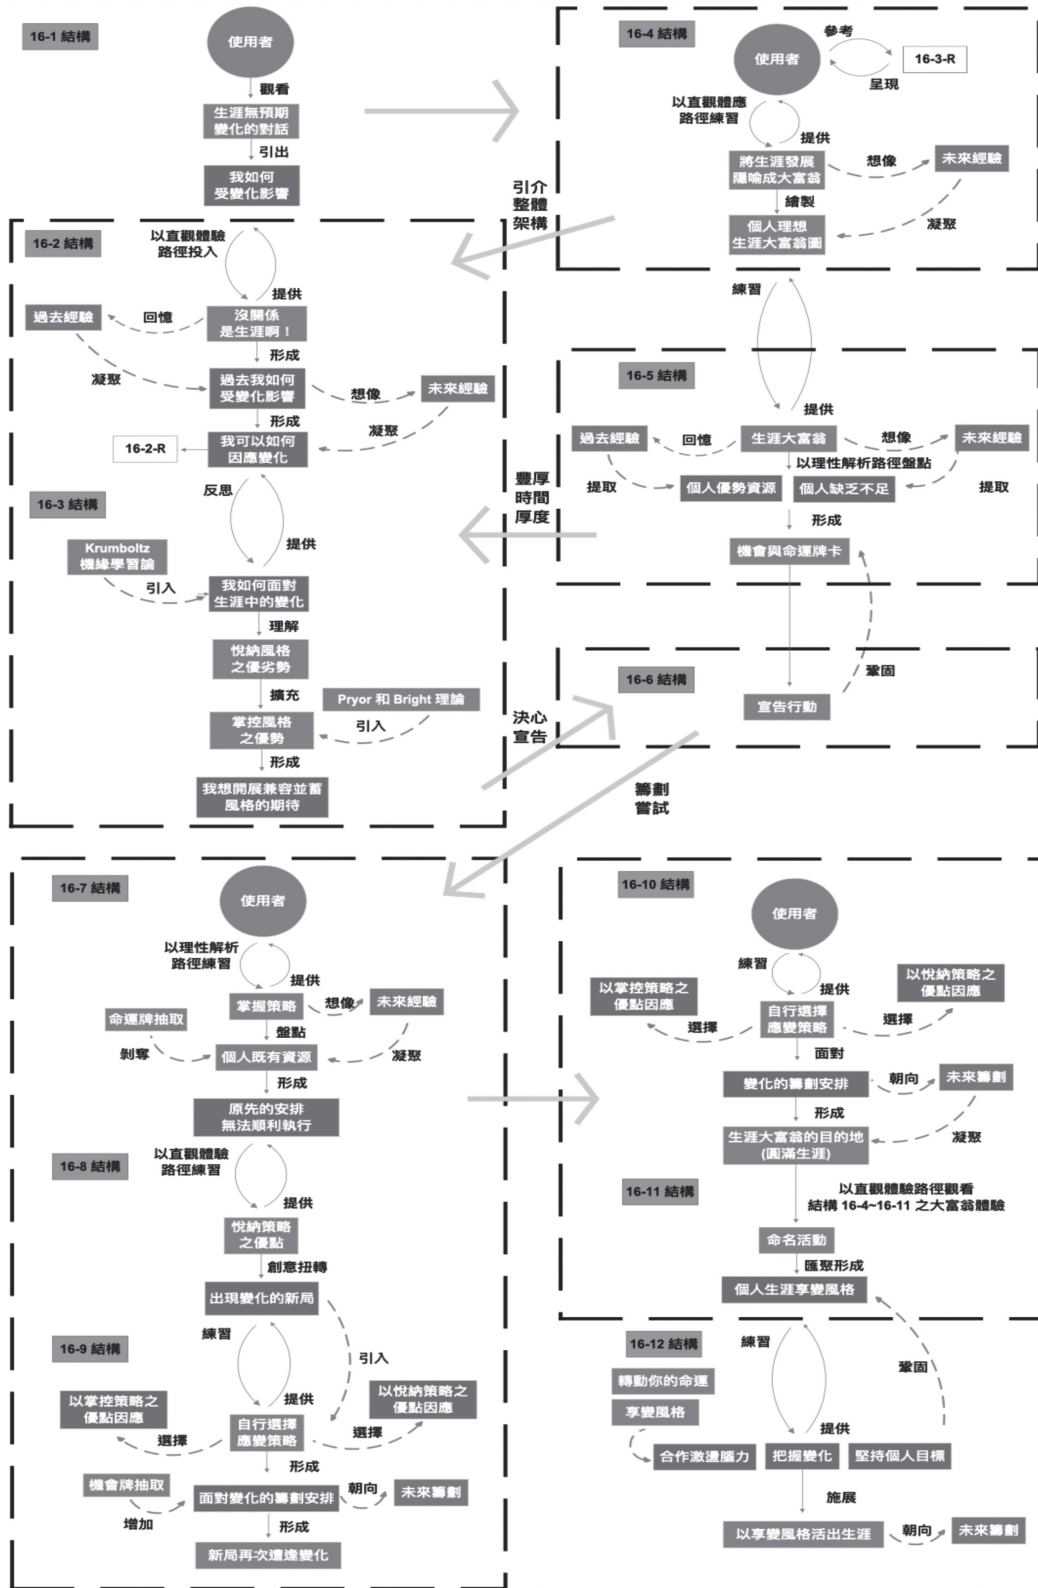 16-1 結構
使用者
觀看
生涯無預期
變化的對話
引出
我如何
受變化影響
16-4 結構
使用者
參考
16-3-R
呈現
以直觀體應
路徑練習
提供
將生涯發展
隱喻成大富翁
想像
未來經驗
繪製
個人理想
生涯大富翁圖
凝聚
引介
整體
架構
16-2 結構
以直觀體驗
路徑投入
提供
過去經驗
回憶
沒關係
是生涯啊！
形成
凝聚
過去我如何
受變化影響
想像
未來經驗
形成
凝聚
16-2-R
我可以如何
因應變化
反思
16-3 結構
提供
Krumboltz
機緣學習論
引入
我如何面對
生涯中的變化
理解
悅納風格
之優劣勢
擴充
Pryor 和 Bright 理論
引入
掌控風格
之優勢
形成
我想開展兼容並蓄
風格的期待
練習
16-5 結構
提供
過去經驗
回憶
生涯大富翁
想像
未來經驗
以理性解析路徑盤點
提取
個人優勢資源
個人缺乏不足
提取
形成
機會與命運牌卡
豐厚
時間
厚度
16-6 結構
鞏固
宣告行動
決心
宣告
籌劃
嘗試
16-7 結構
使用者
以理性解析
路徑練習
提供
掌握策略
想像
未來經驗
命運牌抽取
盤點
剝奪
個人既有資源
凝聚
形成
原先的安排
無法順利執行
以直觀體驗
路徑練習
16-8 結構
提供
悅納策略
之優點
創意扭轉
出現變化的新局
練習
16-9 結構
引入
提供
以掌控策略之
優點因應
以悅納策略之
優點因應
選擇
自行選擇
應變策略
選擇
形成
機會牌抽取
增加
面對變化的籌劃安排
朝向
未來籌劃
形成
新局再次遭逢變化
16-10 結構
使用者
練習
提供
以掌控策略之
優點因應
以悅納策略之
優點因應
選擇
自行選擇
應變策略
選擇
面對
變化的籌劃安排
朝向
未來籌劃
形成
生涯大富翁的目的地
(圓滿生涯)
凝聚
16-11 結構
以直觀體驗路徑觀看
結構 16-4~16-11 之大富翁體驗
命名活動
匯聚形成
個人生涯享變風格
16-12 結構
練習
鞏固
轉動你的命運
享變風格
提供
合作激盪腦力
把握變化
堅持個人目標
施展
以享變風格活出生涯
朝向
未來籌劃